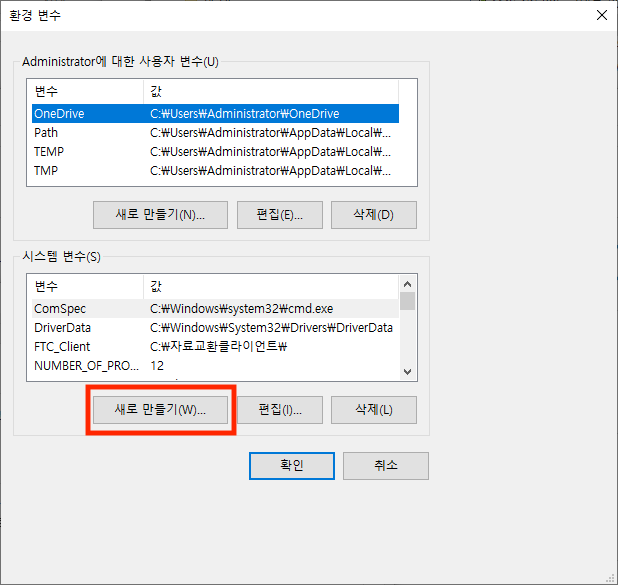 환경 변수
Administrator에 대한 사용자 변수(U)
변수 값
OneDrive C:₩Users₩Administrator₩OneDrive
Path C:₩Users₩Administrator₩AppData₩Local₩...
TEMP C:₩Users₩Administrator₩AppData₩Local₩...
TMP C:₩Users₩Administrator₩AppData₩Local₩...
새로 만들기(N)... 편집(E)... 삭제(D)
시스템 변수(S)
변수 값
ComSpec C:₩Windows₩system32₩cmd.exe
DriverData C:₩Windows₩System32₩Drivers₩DriverData
FTC_Client C:₩자료교환클라이언트₩
NUMBER_OF_PRO... 12
새로 만들기(W)... 편집(I)... 삭제(L)
확인 취소